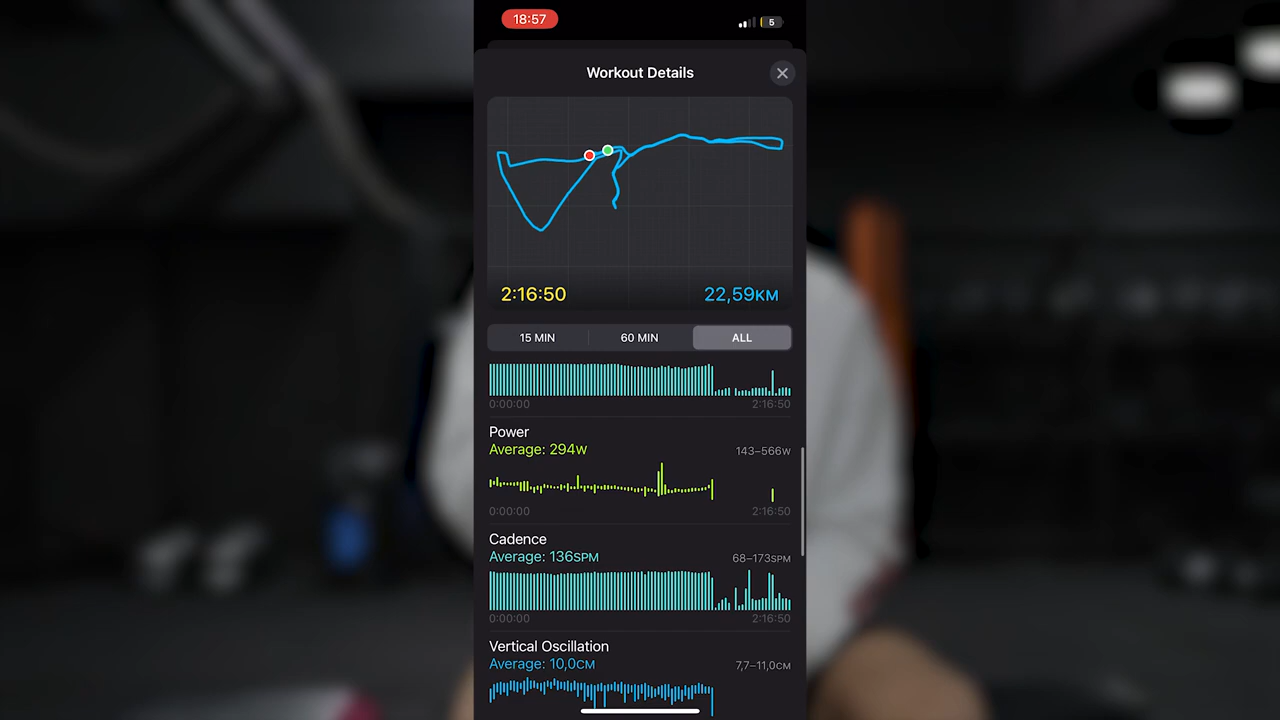 18:57
5
Workout Details
2:16:50
22,59KM
15 MIN
60 MIN
ALL
0:00:00
2:16:50
Power
Average: 294W
143–566W
0:00:00
2:16:50
Cadence
Average: 136SPM
68–173SPM
0:00:00
2:16:50
Vertical Oscillation
Average: 10,0CM
7,7–11,0CM